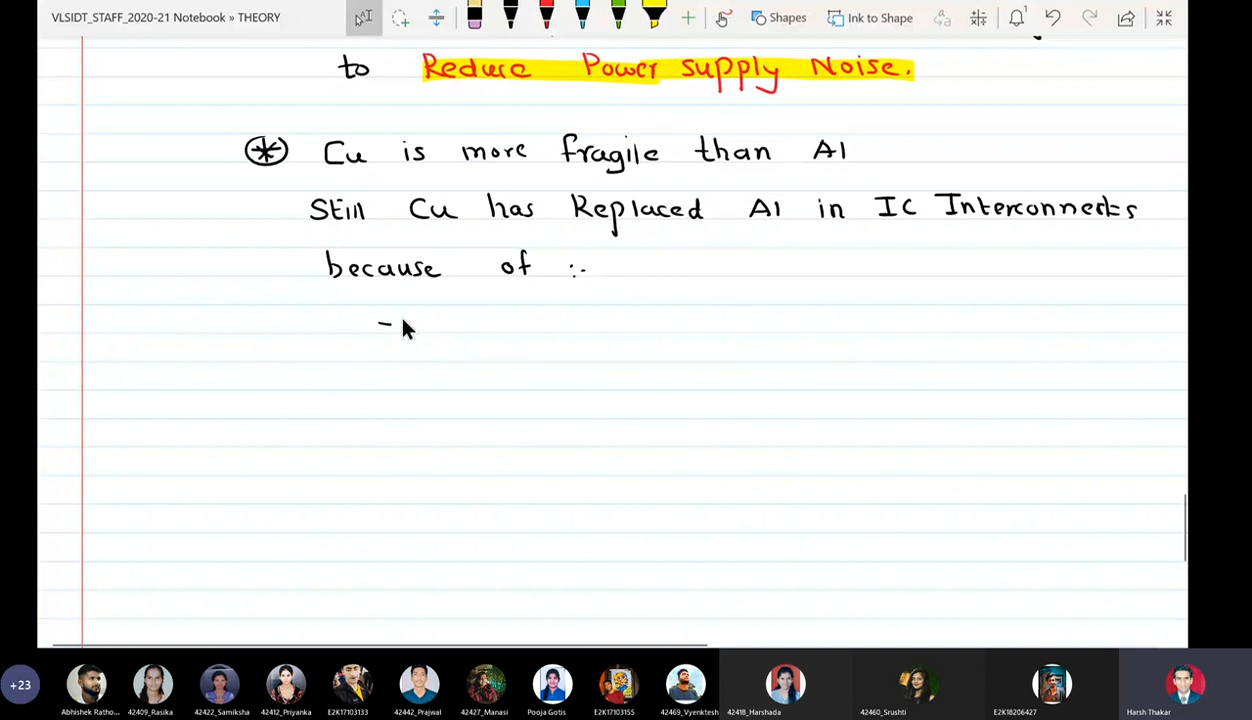 VLSIDT_STAFF_2020-21 Notebook » THEORY
Shapes
Ink to Shape
to Reduce Power supply Noise.
* Cu is more fragile than Al
Still Cu has Replaced Al in IC Interconnects
because of :-
-
+23
Abhishek Ratho...
42409_Rasika
42422_Samiksha
42412_Priyanka
E2K17103133
42442_Prajwal
42427_Manasi
Pooja Gotis
E2K17103155
42469_Vyenktesh
42418_Harshada
42460_Srushti
E2K18206427
Harsh Thakar